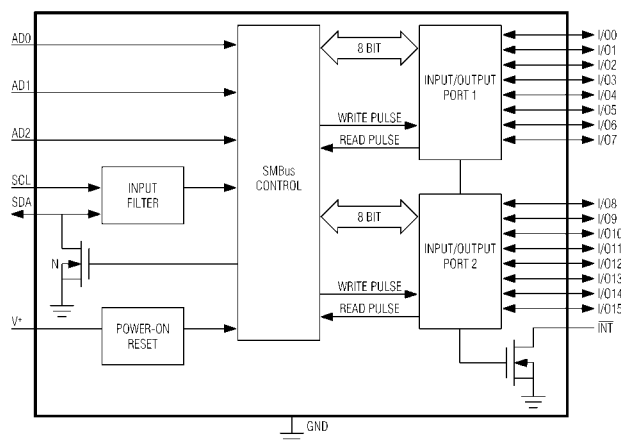 AD0
AD1
AD2
SCL
SDA
N
V+
INPUT
FILTER
POWER-ON
RESET
SMBus
CONTROL
8 BIT
WRITE PULSE
READ PULSE
8 BIT
WRITE PULSE
READ PULSE
INPUT/OUTPUT
PORT 1
INPUT/OUTPUT
PORT 2
I/O0
I/O1
I/O2
I/O3
I/O4
I/O5
I/O6
I/O7
I/O8
I/O9
I/O10
I/O11
I/O12
I/O13
I/O14
I/O15
INT
GND